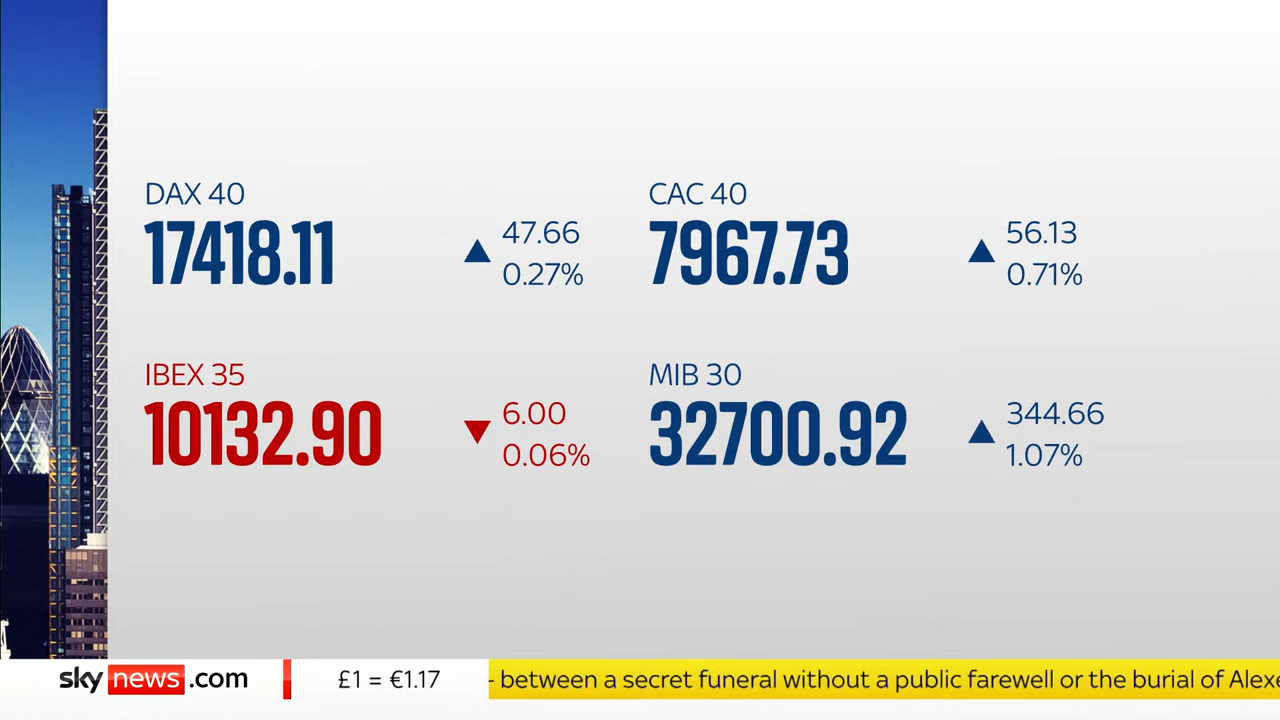 DAX 40
17418.11
47.66
0.27%
CAC 40
7967.73
56.13
0.71%
IBEX 35
10132.90
6.00
0.06%
MIB 30
32700.92
344.66
1.07%
sky news .com
£1 = €1.17
- between a secret funeral without a public farewell or the burial of Alexe